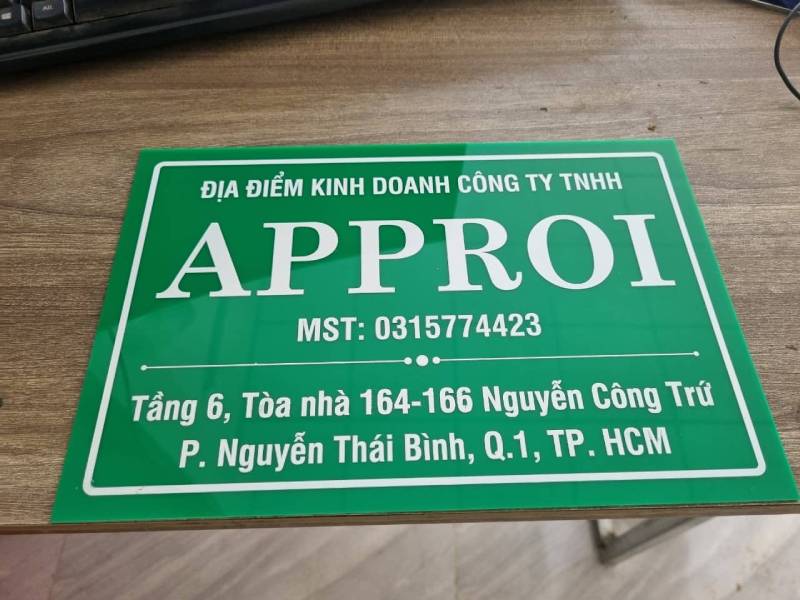 ĐỊA ĐIỂM KINH DOANH CÔNG TY TNHH
APPROI
MST: 0315774423
Tầng 6, Tòa nhà 164-166 Nguyễn Công Trứ
P. Nguyễn Thái Bình, Q.1, TP. HCM